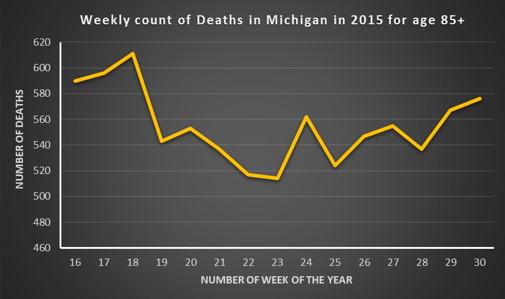 Weekly count of Deaths in Michigan in 2015 for age 85+
620
600
580
560
540
520
500
480
460
NUMBER OF DEATHS
16 17 18 19 20 21 22 23 24 25 26 27 28 29 30
NUMBER OF WEEK OF THE YEAR